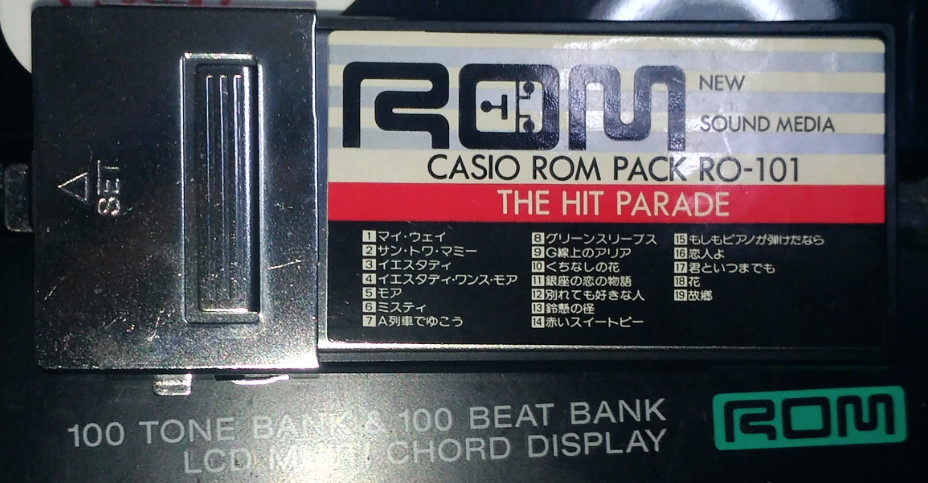 SET
ROM
NEW
SOUND MEDIA
CASIO ROM PACK RO-101
THE HIT PARADE
1 マイ・ウェイ
2 サン・トワ・マミー
3 イエスタディ
4 イエスタディ・ワンス・モア
5 モア
6 ミスティ
7 A列車でゆこう
8 グリーンスリーブス
9 G線上のアリア
10 くちなしの花
11 銀座の恋の物語
12 別れても好きな人
13 鈴懸の径
14 赤いスイートピー
15 もしもピアノが弾けたなら
16 恋人よ
17 君といつまでも
18 花
19 故郷
100 TONE BANK & 100 BEAT BANK
LCD CHORD DISPLAY
ROM